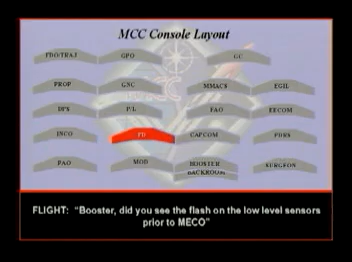 MCC Console Layout
FDO/TRAJ GPO GC
PROP GNC MMACS EGIL
DPS P/L FAO EECOM
INCO FD CAPCOM PDRS
PAO MOD BOOSTER SURGEON
BACKROOM
FLIGHT: "Booster, did you see the flash on the low level sensors
prior to MECO"